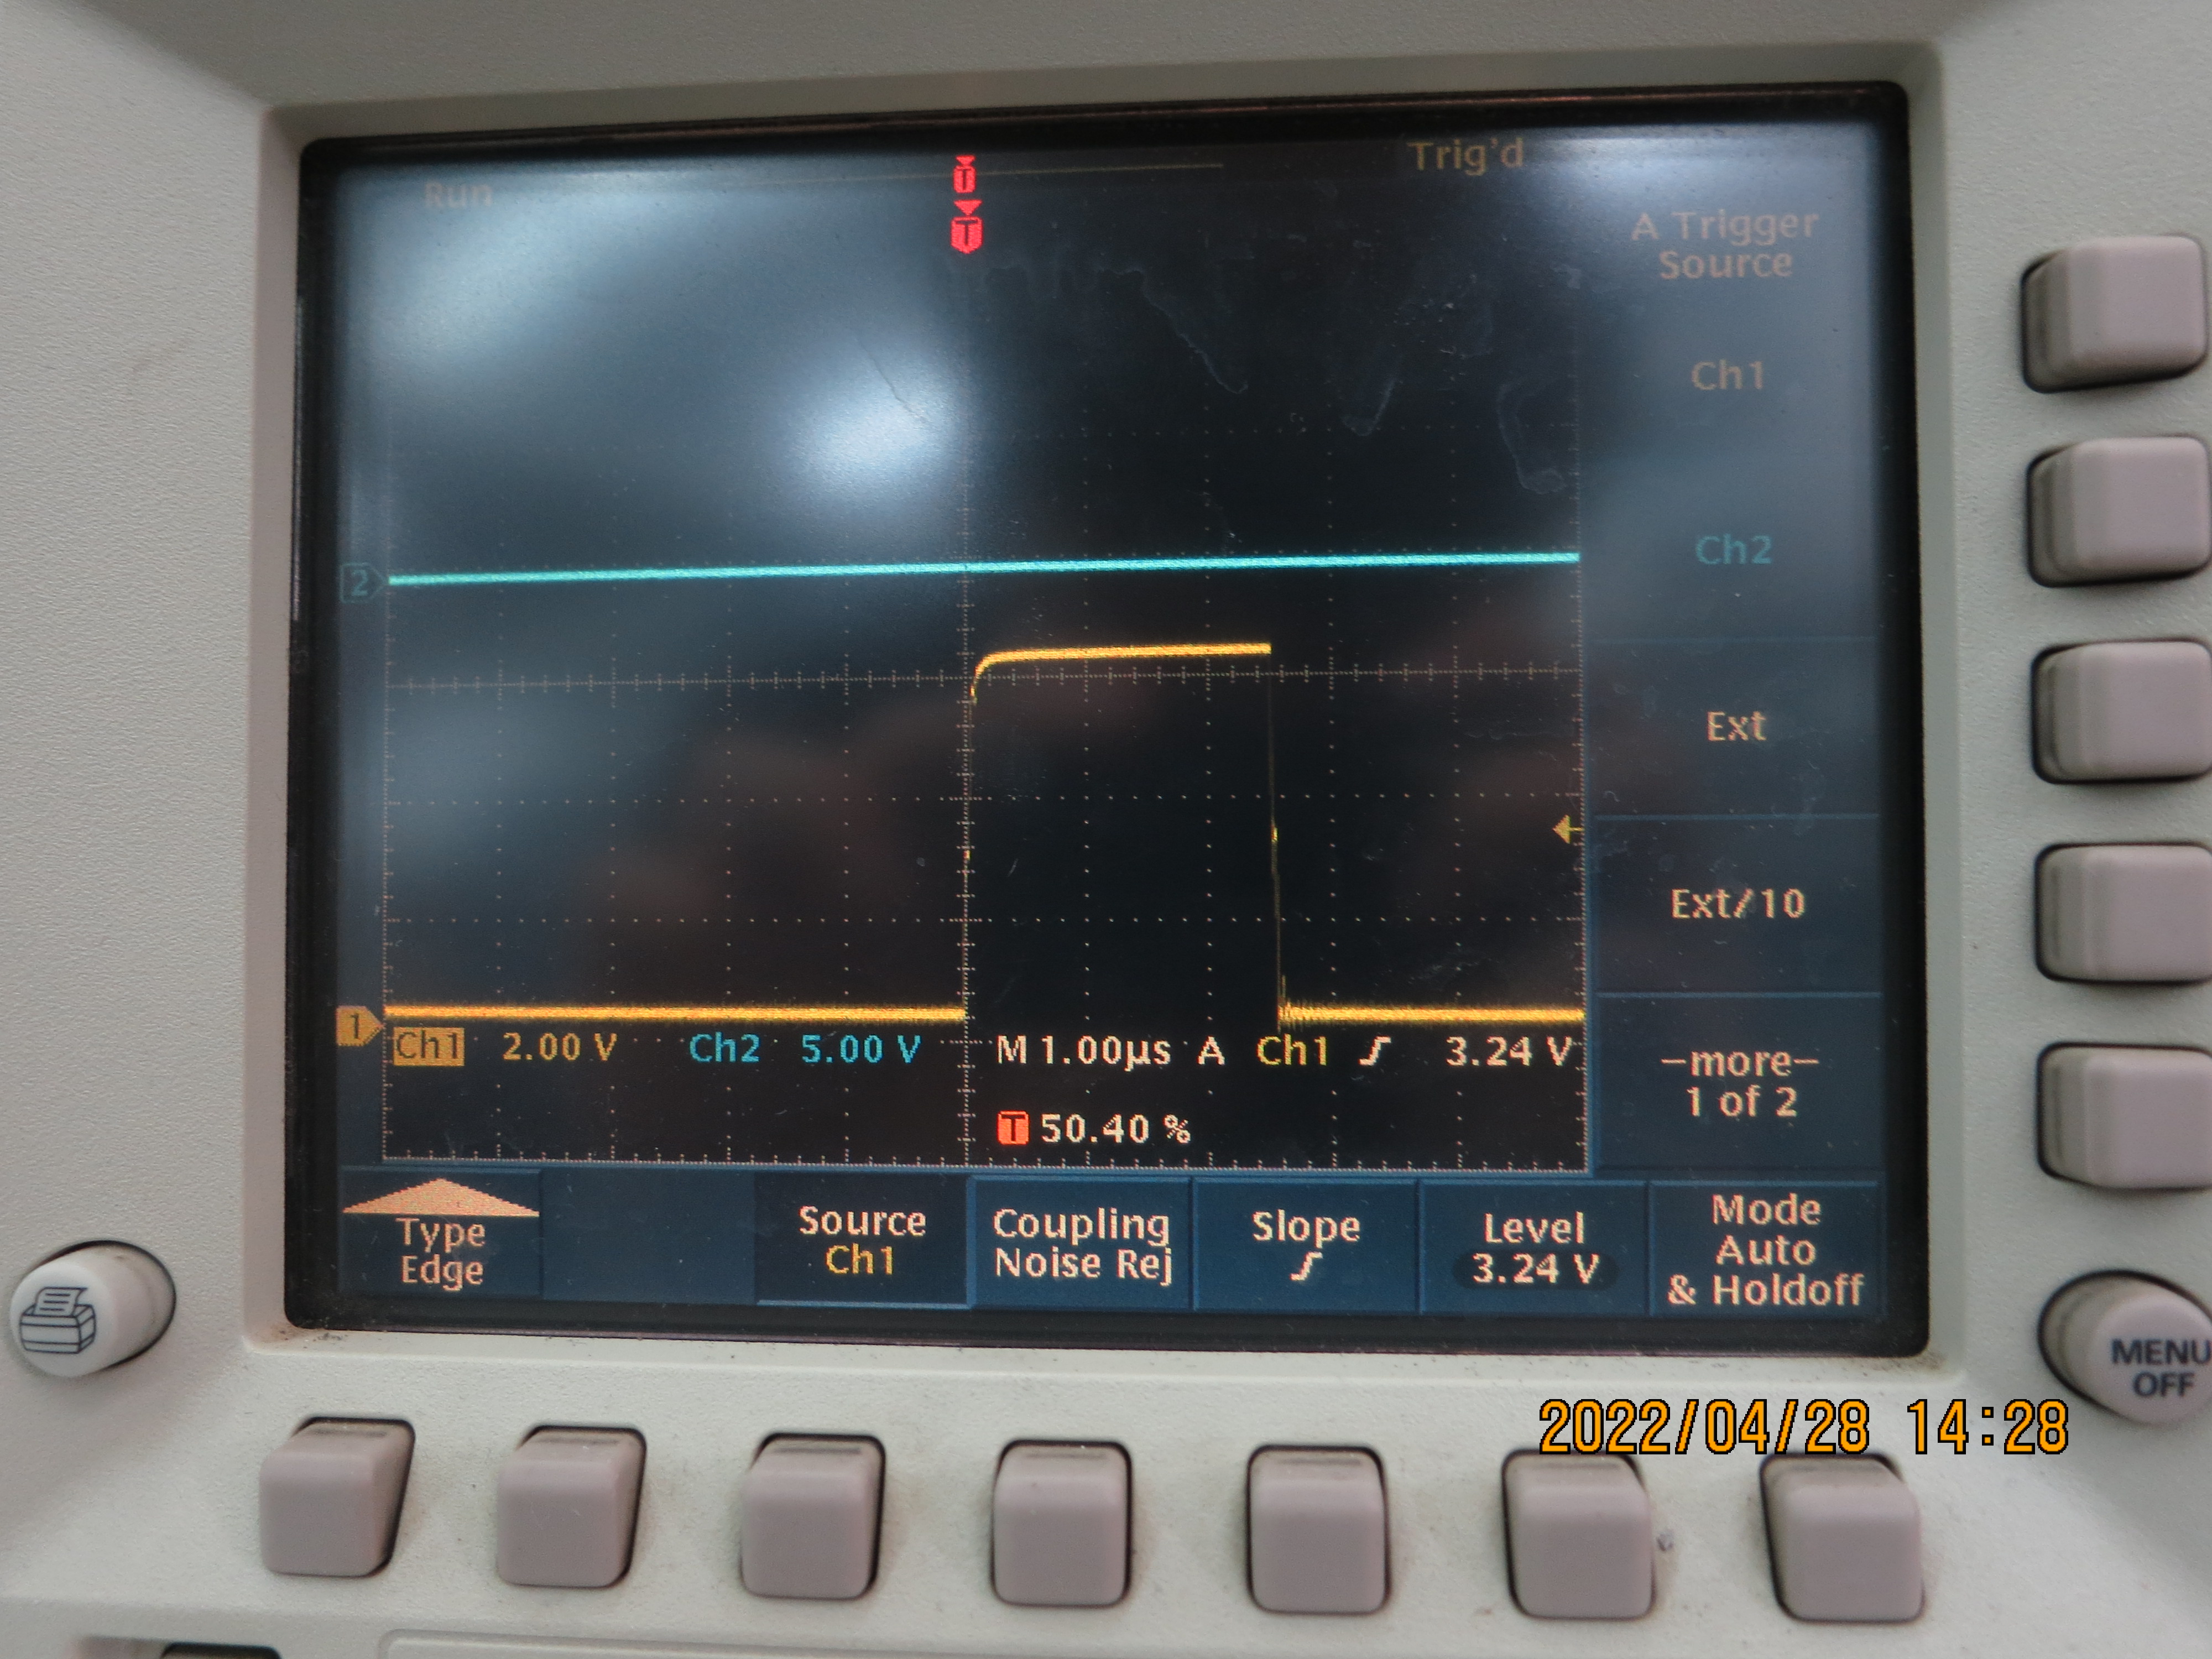 Run
Trig'd
T
T
A Trigger
Source
Ch1
Ch2
2
Ext
Ext/10
1
Ch1 2.00 V Ch2 5.00 V M 1.00µs A Ch1 3.24 V
-more-
1 of 2
T 50.40 %
Type
Edge
Source
Ch1
Coupling
Noise Rej
Slope
Level
3.24 V
Mode
Auto
& Holdoff
MENU
OFF
2022/04/28 14:28